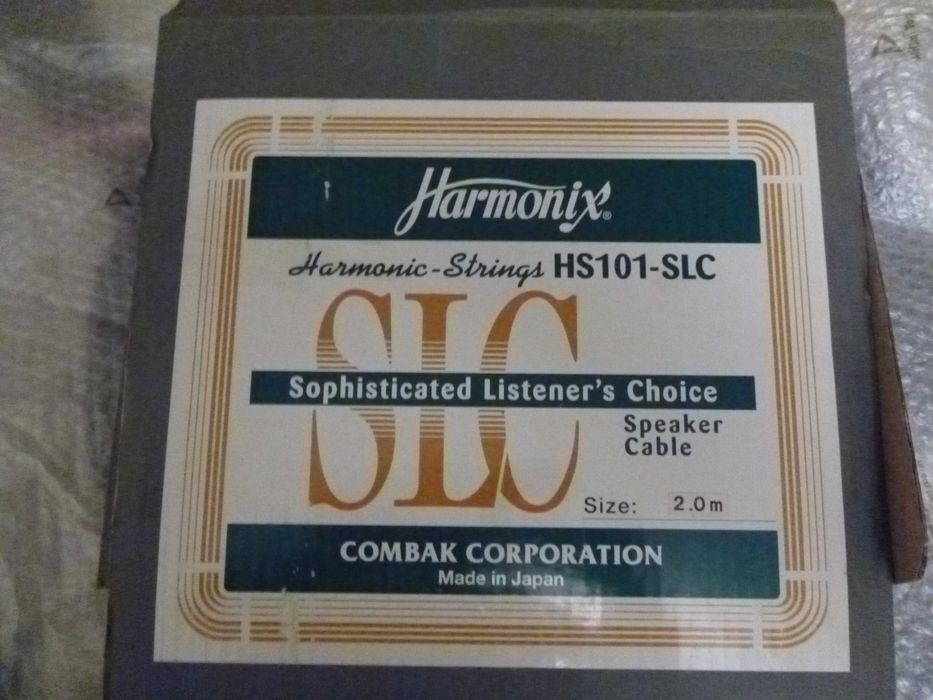 Harmonix®
Harmonic-Strings HS101-SLC
SLC
Sophisticated Listener's Choice
Speaker
Cable
Size: 2.0m
COMBAK CORPORATION
Made in Japan